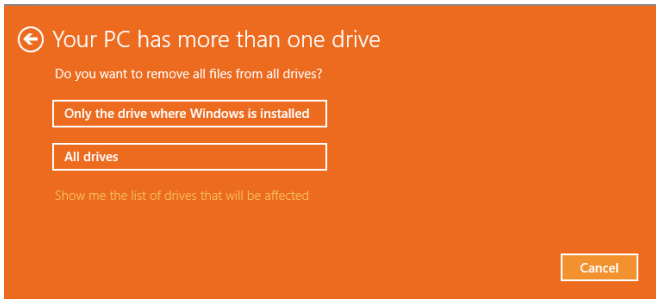 Your PC has more than one drive
Do you want to remove all files from all drives?
Only the drive where Windows is installed
All drives
Show me the list of drives that will be affected
Cancel